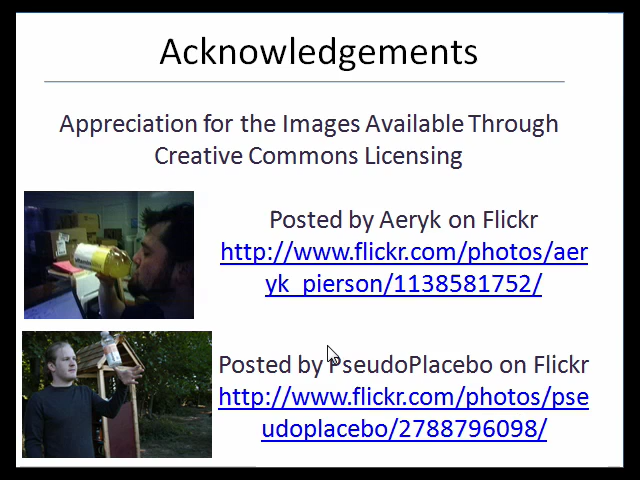 Acknowledgements
Appreciation for the Images Available Through
Creative Commons Licensing
Posted by Aeryk on Flickr
http://www.flickr.com/photos/aer
yk_pierson/1138581752/
Posted by PseudoPlacebo on Flickr
http://www.flickr.com/photos/pse
udoplacebo/2788796098/